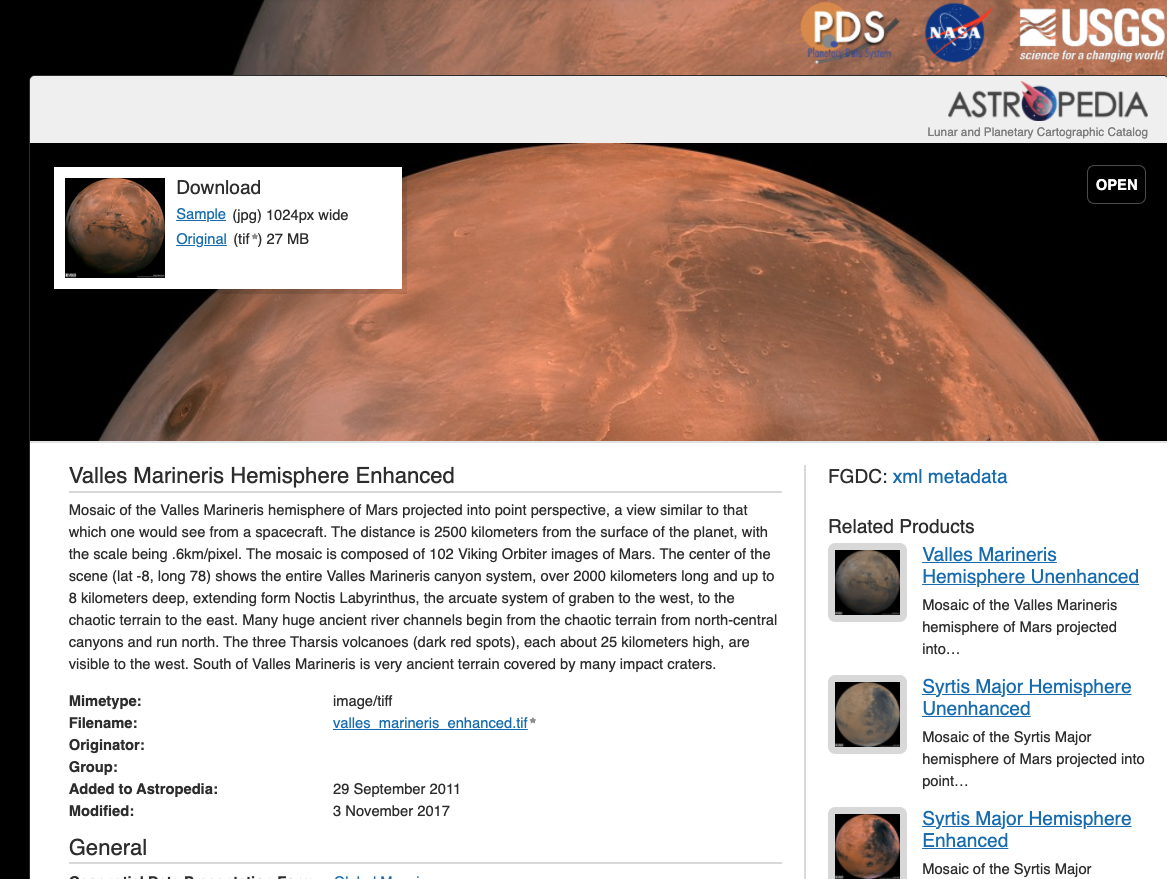 PDS
Planetary Data System
NASA
USGS
science for a changing world
ASTROPEDIA
Lunar and Planetary Cartographic Catalog
Download
Sample (jpg) 1024px wide
Original (tif*) 27 MB
OPEN
Valles Marineris Hemisphere Enhanced
Mosaic of the Valles Marineris hemisphere of Mars projected into point perspective, a view similar to that
which one would see from a spacecraft. The distance is 2500 kilometers from the surface of the planet, with
the scale being .6km/pixel. The mosaic is composed of 102 Viking Orbiter images of Mars. The center of the
scene (lat -8, long 78) shows the entire Valles Marineris canyon system, over 2000 kilometers long and up to
8 kilometers deep, extending form Noctis Labyrinthus, the arcuate system of graben to the west, to the
chaotic terrain to the east. Many huge ancient river channels begin from the chaotic terrain from north-central
canyons and run north. The three Tharsis volcanoes (dark red spots), each about 25 kilometers high, are
visible to the west. South of Valles Marineris is very ancient terrain covered by many impact craters.
Mimetype: image/tiff
Filename: valles_marineris_enhanced.tif*
Originator:
Group:
Added to Astropedia: 29 September 2011
Modified: 3 November 2017
General
FGDC: xml metadata
Related Products
Valles Marineris
Hemisphere Unenhanced
Mosaic of the Valles Marineris
hemisphere of Mars projected
into…
Syrtis Major Hemisphere
Unenhanced
Mosaic of the Syrtis Major
hemisphere of Mars projected into
point…
Syrtis Major Hemisphere
Enhanced
Mosaic of the Syrtis Major